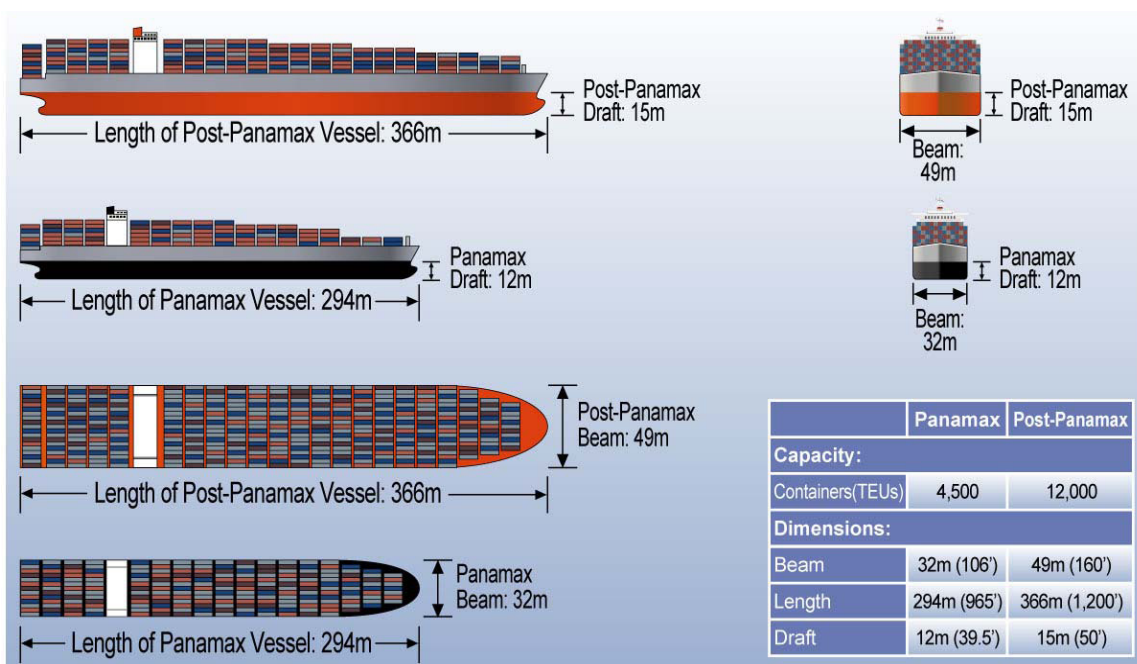 Post-Panamax
Draft: 15m
Length of Post-Panamax Vessel: 366m
Post-Panamax
Draft: 15m
Beam:
49m
Panamax
Draft: 12m
Length of Panamax Vessel: 294m
Panamax
Draft: 12m
Beam:
32m
Post-Panamax
Beam: 49m
Length of Post-Panamax Vessel: 366m
Panamax
Beam: 32m
Length of Panamax Vessel: 294m
Panamax Post-Panamax
Capacity:
Containers(TEUs) 4,500 12,000
Dimensions:
Beam 32m (106’) 49m (160’)
Length 294m (965’) 366m (1,200’)
Draft 12m (39.5’) 15m (50’)